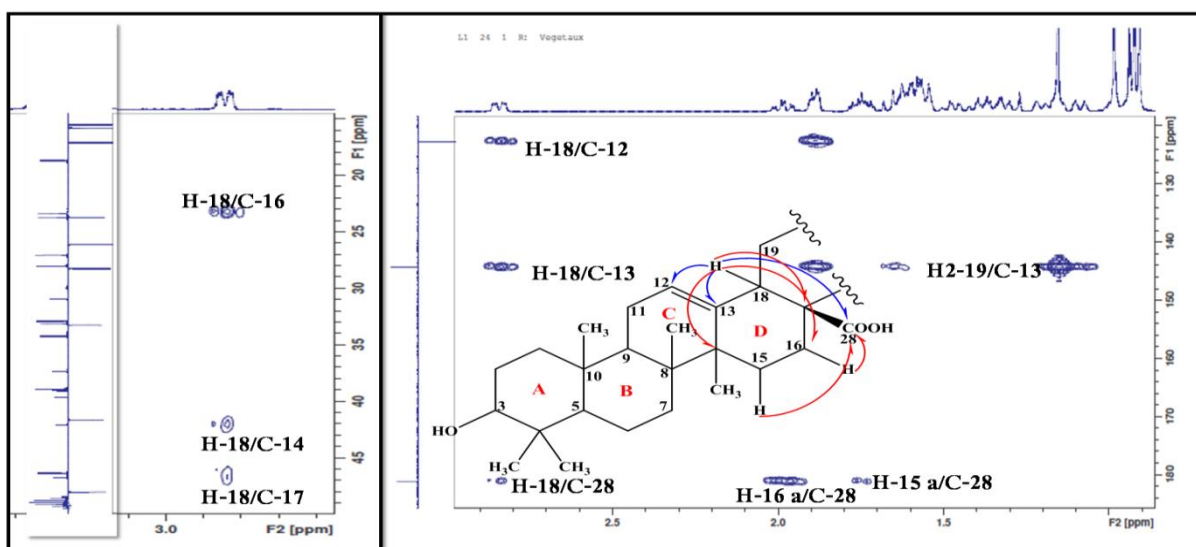 L1 24 1 R: Vegetaux
H-18/C-16
H-18/C-14
H-18/C-17
20
25
30
35
40
45
F1 [ppm]
3.0
F2 [ppm]
H-18/C-12
H-18/C-13
H2-19/C-13
H-18/C-28
H-16 a/C-28
H-15 a/C-28
19
H
12
18
11
C
13
D
COOH
28
CH3
CH3
9
16
15
H
10
8
A
B
CH3
H
3
5
7
HO
H3C
CH3
F1 [ppm]
130
140
150
160
170
180
2.5
2.0
1.5
F2 [ppm]